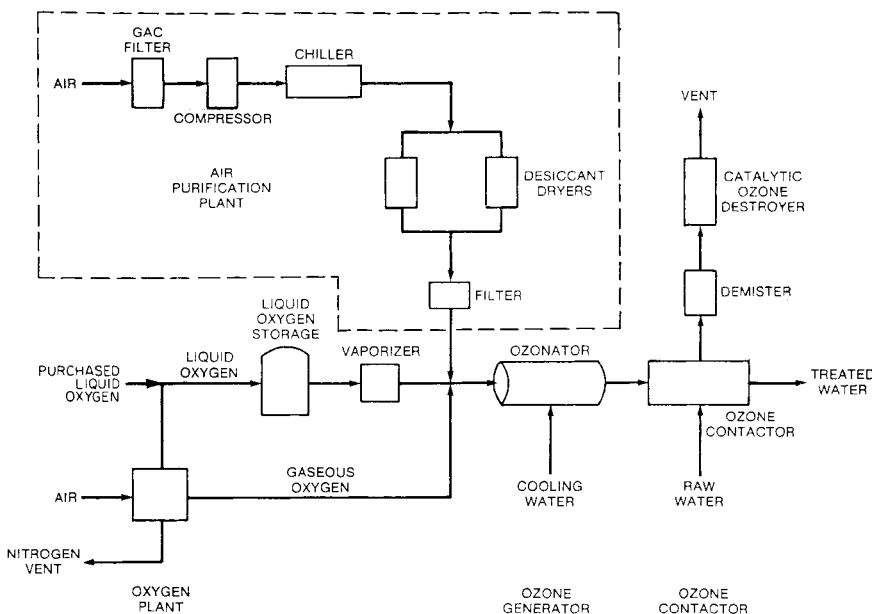 GAC
FILTER
AIR
COMPRESSOR
CHILLER
AIR
PURIFICATION
PLANT
DESICCANT
DRYERS
FILTER
VENT
CATALYTIC
OZONE
DESTROYER
DEMISTER
LIQUID
OXYGEN
STORAGE
VAPORIZER
OZONATOR
PURCHASED
LIQUID
OXYGEN
LIQUID
OXYGEN
TREATED
WATER
OZONE
CONTACTOR
GASEOUS
OXYGEN
COOLING
WATER
RAW
WATER
AIR
NITROGEN
VENT
OXYGEN
PLANT
OZONE
GENERATOR
OZONE
CONTACTOR